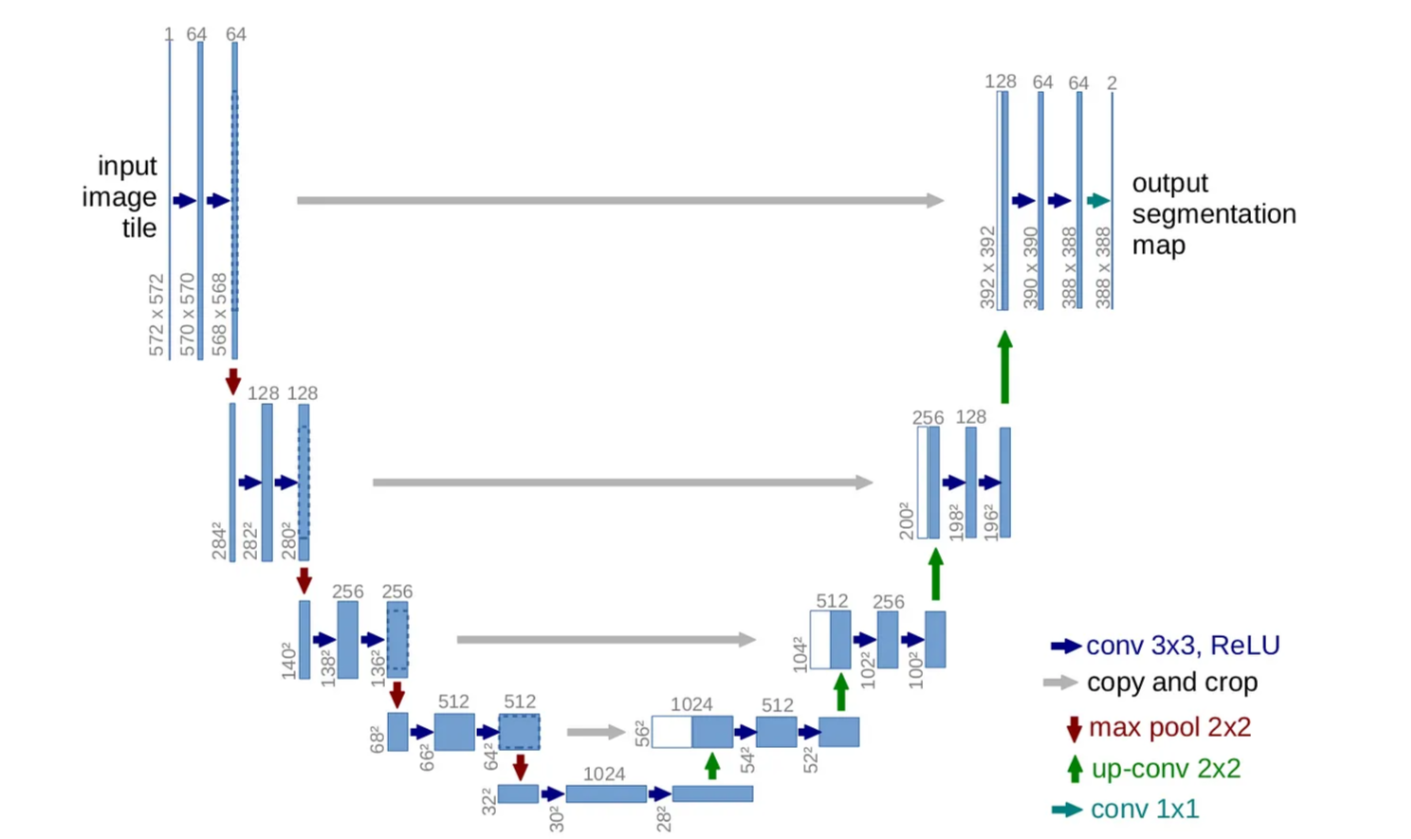 1 64 64
input
image
tile
572 x 572
570 x 570
568 x 568
128 64 64 2
392 x 392
390 x 390
388 x 388
388 x 388
output
segmentation
map
128 128
284²
282²
280²
256 128
200²
198²
196²
256 256
140²
138²
136²
512 256
104²
102²
100²
512 512
68²
66²
64²
1024 512
56²
54²
52²
1024
32²
30²
28²
conv 3x3, ReLU
copy and crop
max pool 2x2
up-conv 2x2
conv 1x1